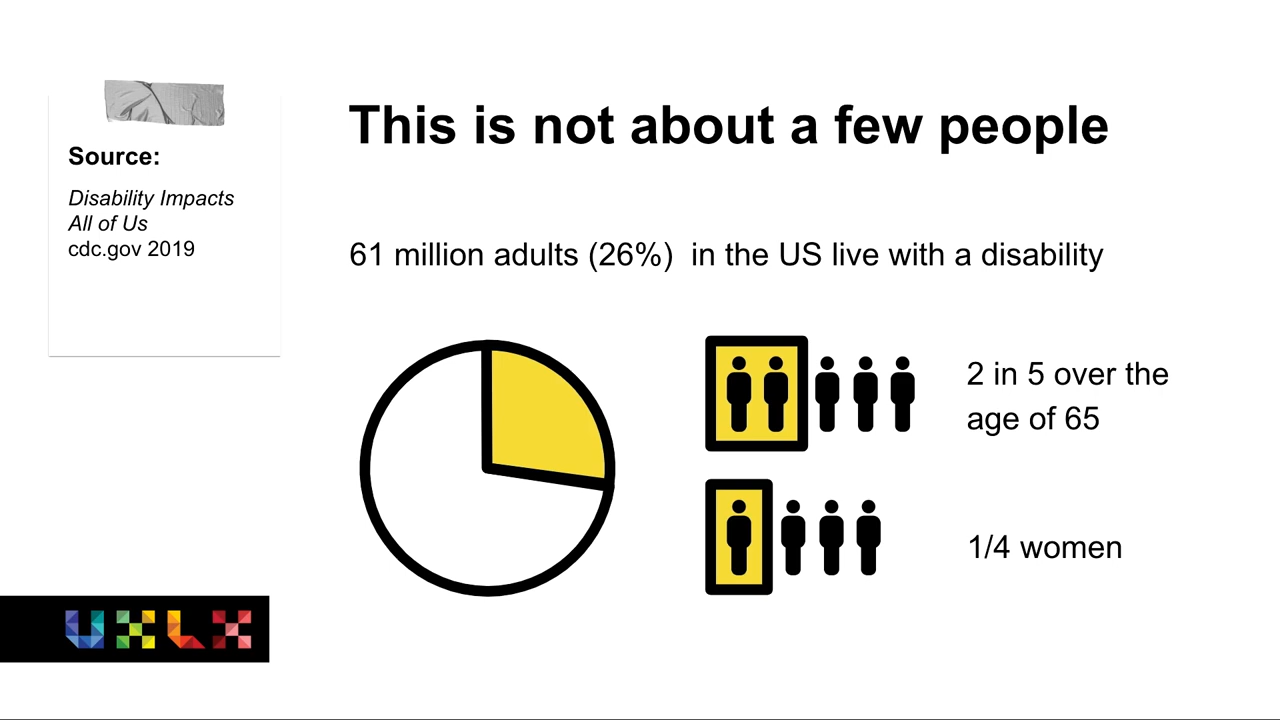 This is not about a few people
Source:
Disability Impacts
All of Us
cdc.gov 2019
61 million adults (26%)  in the US live with a disability
2 in 5 over the
age of 65
1/4 women
UXLX